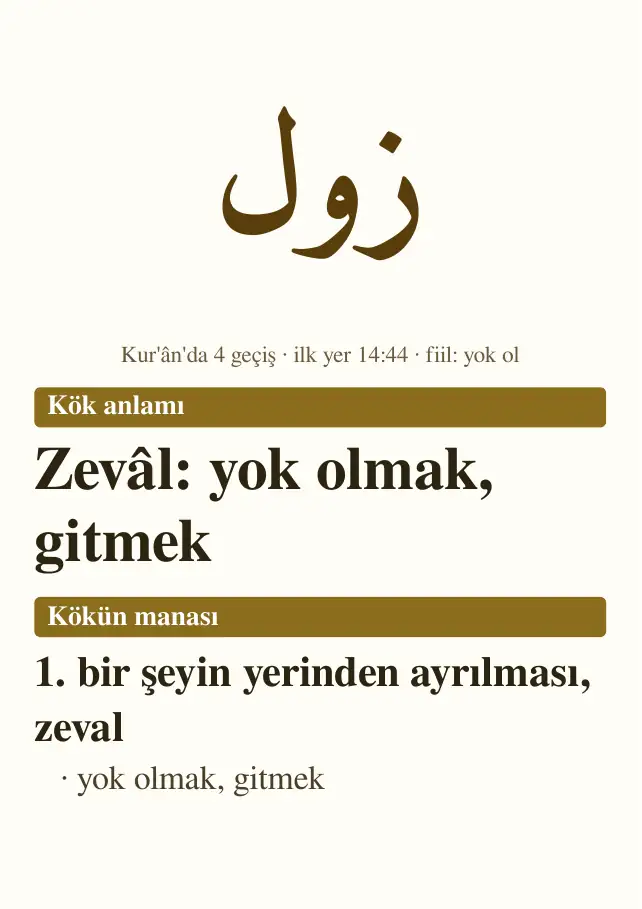 زول
Kur'ân'da 4 geçiş · ilk yer 14:44 · fiil: yok ol
Kök anlamı
Zevâl: yok olmak,
gitmek
Kökün manası
1. bir şeyin yerinden ayrılması,
zeval
· yok olmak, gitmek